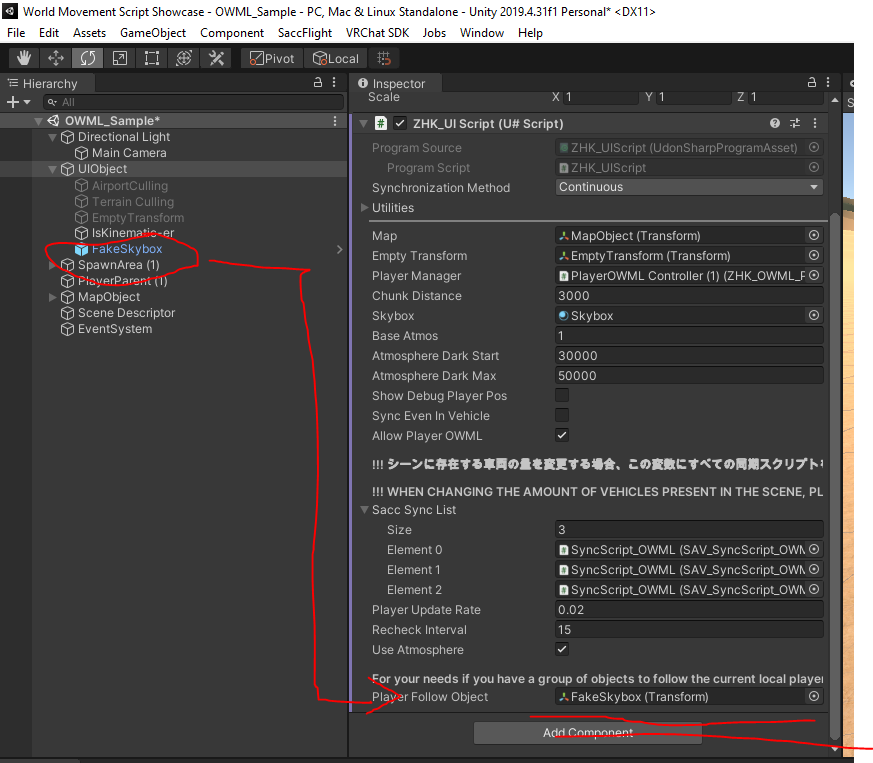 World Movement Script Showcase - OWML_Sample - PC, Mac & Linux Standalone - Unity 2019.4.31f1 Personal* <DX11>
File Edit Assets GameObject Component SaccFlight VRChat SDK Jobs Window Help
Pivot Local
Hierarchy
All
OWML_Sample*
Directional Light
Main Camera
UIObject
AirportCulling
Terrain Culling
EmptyTransform
IsKinematic-er
FakeSkybox
SpawnArea (1)
PlayerParent (1)
MapObject
Scene Descriptor
EventSystem
Inspector
Scale X 1 Y 1 Z 1
ZHK_UI Script (U# Script)
Program Source ZHK_UIScript (UdonSharpProgramAsset)
Program Script ZHK_UIScript
Synchronization Method Continuous
Utilities
Map MapObject (Transform)
Empty Transform EmptyTransform (Transform)
Player Manager PlayerOWML Controller (1) (ZHK_OWML_P
Chunk Distance 3000
Skybox Skybox
Base Atmos 1
Atmosphere Dark Start 30000
Atmosphere Dark Max 50000
Show Debug Player Pos
Sync Even In Vehicle
Allow Player OWML
!!! シーンに存在する車両の量を変更する場合、この変数にすべての同期スクリプトを
!!! WHEN CHANGING THE AMOUNT OF VEHICLES PRESENT IN THE SCENE, PL
Sacc Sync List
Size 3
Element 0 SyncScript_OWML (SAV_SyncScript_OWM
Element 1 SyncScript_OWML (SAV_SyncScript_OWM
Element 2 SyncScript_OWML (SAV_SyncScript_OWM
Player Update Rate 0.02
Recheck Interval 15
Use Atmosphere
For your needs if you have a group of objects to follow the current local player
Player Follow Object FakeSkybox (Transform)
Add Component